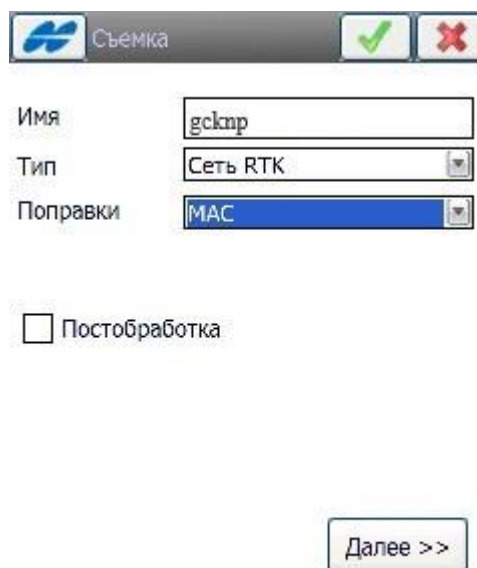 Съемка
Имя gcknp
Тип Сеть RTK
Поправки MAC
Постобработка
Далее >>